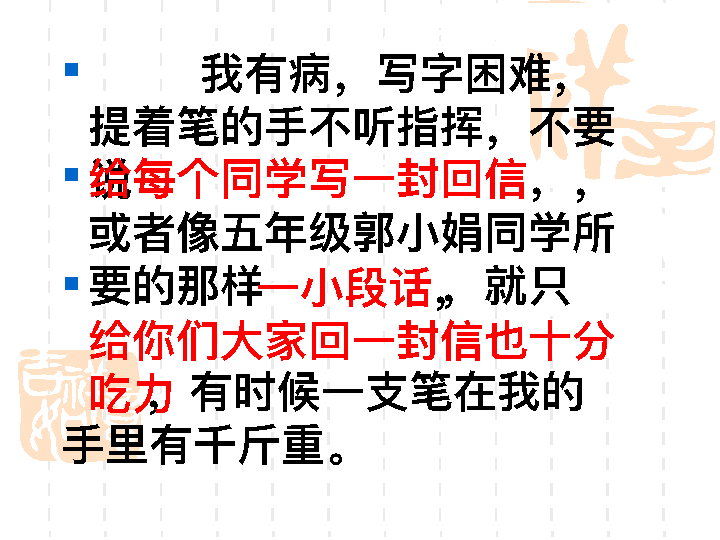 我有病，写字困难，
提着笔的手不听指挥，不要
说给每个同学写一封回信，，
或者像五年级郭小娟同学所
要的那样一小段话，，就只
给你们大家回一封信也十分
吃力，有时候一支笔在我的
手里有千斤重。